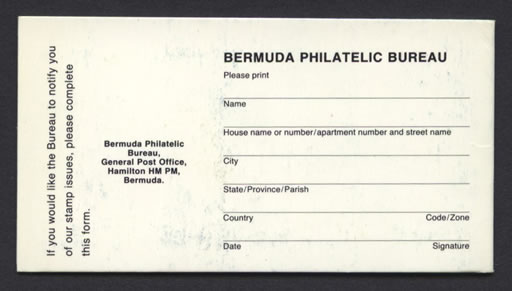 If you would like the Bureau to notify you
of our stamp issues, please complete
this form.
Bermuda Philatelic
Bureau,
General Post Office,
Hamilton HM PM,
Bermuda.
BERMUDA PHILATELIC BUREAU
Please print
Name
House name or number/apartment number and street name
City
State/Province/Parish
Country Code/Zone
Date Signature